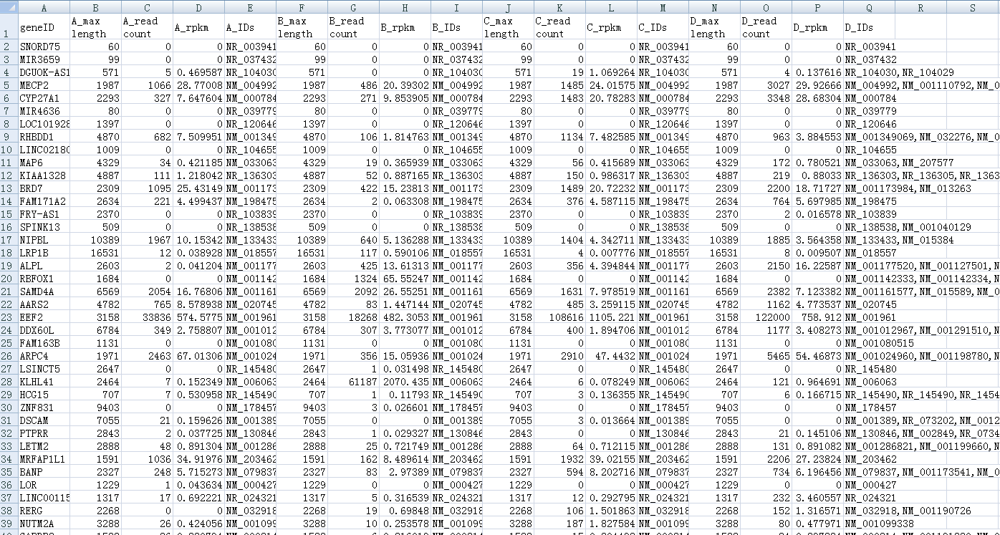 A B C D E F G H I J K L M N O P Q R S
1 geneID A_max length A_read count A_rpkm A_IDs B_max length B_read count B_rpkm B_IDs C_max length C_read count C_rpkm C_IDs D_max length D_read count D_rpkm D_IDs
2 SNORD75 60 0 0 NR_003941 60 0 0 NR_003941 60 0 0 NR_003941 60 0 0 NR_003941
3 MIR3659 99 0 0 NR_037432 99 0 0 NR_037432 99 0 0 NR_037432 99 0 0 NR_037432
4 DGUOK-AS1 571 5 0.469587 NR_104030 571 0 0 NR_104030 571 19 1.069264 NR_104030 571 4 0.137616 NR_104030,NR_104029
5 MECP2 1987 1066 28.77008 NM_004992 1987 486 20.39302 NM_004992 1987 1485 24.01575 NM_004992 1987 3027 29.92666 NM_004992,NM_001110792,NM_0
6 CYP27A1 2293 327 7.647604 NM_000784 2293 271 9.853905 NM_000784 2293 1483 20.78283 NM_000784 2293 3348 28.68304 NM_000784
7 MIR4636 80 0 0 NR_039779 80 0 0 NR_039779 80 0 0 NR_039779 80 0 0 NR_039779
8 LOC101928 1397 0 0 NR_120646 1397 0 0 NR_120646 1397 0 0 NR_120646 1397 0 0 NR_120646
9 RHBDD1 4870 682 7.509951 NM_001349 4870 106 1.814763 NM_001349 4870 1134 7.482585 NM_001349 4870 963 3.884553 NM_001349069,NM_032276,NM_0
10 LINC02180 1009 0 0 NR_104655 1009 0 0 NR_104655 1009 0 0 NR_104655 1009 0 0 NR_104655
11 MAP6 4329 34 0.421185 NM_033063 4329 19 0.365939 NM_033063 4329 56 0.415689 NM_033063 4329 172 0.780521 NM_033063,NM_207577
12 KIAA1328 4887 111 1.218042 NR_136303 4887 52 0.887165 NR_136303 4887 150 0.986317 NR_136303 4887 219 0.88033 NR_136303,NR_136305,NR_1363
13 BRD7 2309 1095 25.43149 NM_001173 2309 422 15.23813 NM_001173 2309 1489 20.72232 NM_001173 2309 2200 18.71727 NM_001173984,NM_013263
14 FAM171A2 2634 221 4.499437 NM_198475 2634 2 0.063308 NM_198475 2634 376 4.587115 NM_198475 2634 764 5.697985 NM_198475
15 FRY-AS1 2370 0 0 NR_103839 2370 0 0 NR_103839 2370 0 0 NR_103839 2370 2 0.016578 NR_103839
16 SPINK13 509 0 0 NR_138538 509 0 0 NR_138538 509 0 0 NR_138538 509 0 0 NR_138538,NM_001040129
17 NIPBL 10389 1967 10.15342 NM_133433 10389 640 5.136288 NM_133433 10389 1404 4.342711 NM_133433 10389 1885 3.564358 NM_133433,NM_015384
18 LRP1B 16531 12 0.038928 NM_018557 16531 117 0.590106 NM_018557 16531 4 0.007776 NM_018557 16531 8 0.009507 NM_018557
19 ALPL 2603 2 0.041204 NM_001177 2603 425 13.61313 NM_001177 2603 356 4.394844 NM_001177 2603 2150 16.22587 NM_001177520,NM_001127501,N
20 RBFOX1 1684 0 0 NM_001142 1684 1324 65.55247 NM_001142 1684 0 0 NM_001142 1684 0 0 NM_001142333,NM_001142334,N
21 SAMD4A 6569 2054 16.76806 NM_001161 6569 2092 26.55251 NM_001161 6569 1631 7.978519 NM_001161 6569 2382 7.123382 NM_001161577,NM_015589,NM_0
22 AARS2 4782 765 8.578938 NM_020745 4782 83 1.447144 NM_020745 4782 485 3.259115 NM_020745 4782 1162 4.773537 NM_020745
23 EEF2 3158 33836 574.5775 NM_001961 3158 18268 482.3053 NM_001961 3158 108616 1105.221 NM_001961 3158 122000 758.912 NM_001961
24 DDX60L 6784 349 2.758807 NM_001012 6784 307 3.773077 NM_001012 6784 400 1.894706 NM_001012 6784 1177 3.408273 NM_001012967,NM_001291510,N
25 FAM163B 1131 0 0 NM_001080 1131 0 0 NM_001080 1131 0 0 NM_001080 1131 0 0 NM_001080515
26 ARPC4 1971 2463 67.01306 NM_001024 1971 356 15.05936 NM_001024 1971 2910 47.4432 NM_001024 1971 5465 54.46873 NM_001024960,NM_001198780,N
27 LSINCT5 2647 0 0 NR_145480 2647 1 0.031498 NR_145480 2647 0 0 NR_145480 2647 0 0 NR_145480
28 KLHL41 2464 7 0.152349 NM_006063 2464 61187 2070.435 NM_006063 2464 6 0.078249 NM_006063 2464 121 0.964691 NM_006063
29 HCG15 707 7 0.530958 NR_145490 707 1 0.11793 NR_145490 707 3 0.136355 NR_145490 707 6 0.166715 NR_145490,NR_145490,NR_1454
30 ZNF831 9403 0 0 NM_178457 9403 3 0.026601 NM_178457 9403 0 0 NM_178457 9403 0 0 NM_178457
31 DSCAM 7055 21 0.159626 NM_001389 7055 0 0 NM_001389 7055 3 0.013664 NM_001389 7055 0 0 NM_001389,NR_073202,NM_0012
32 PTPRR 2843 2 0.037725 NM_130846 2843 1 0.029327 NM_130846 2843 0 0 NM_130846 2843 21 0.145106 NM_130846,NM_002849,NR_0734
33 LETM2 2888 48 0.891304 NM_001286 2888 25 0.721749 NM_001286 2888 64 0.712115 NM_001286 2888 131 0.891082 NM_001286821,NM_001199660,N
34 MRFAP1L1 1591 1036 34.91976 NM_203462 1591 162 8.489614 NM_203462 1591 1932 39.02155 NM_203462 1591 2206 27.23824 NM_203462
35 BANP 2327 248 5.715273 NM_079837 2327 83 2.97389 NM_079837 2327 594 8.202716 NM_079837 2327 734 6.196456 NM_079837,NM_001173541,NM_0
36 LOR 1229 1 0.043634 NM_000427 1229 0 0 NM_000427 1229 0 0 NM_000427 1229 0 0 NM_000427
37 LINC00115 1317 17 0.692221 NR_024321 1317 5 0.316539 NR_024321 1317 12 0.292795 NR_024321 1317 232 3.460557 NR_024321
38 RERG 2268 0 0 NM_032918 2268 19 0.69848 NM_032918 2268 106 1.501863 NM_032918 2268 152 1.316571 NM_032918,NM_001190726
39 NUTM2A 3288 26 0.424056 NM_001099 3288 10 0.253578 NM_001099 3288 187 1.827584 NM_001099 3288 80 0.477971 NM_001099338